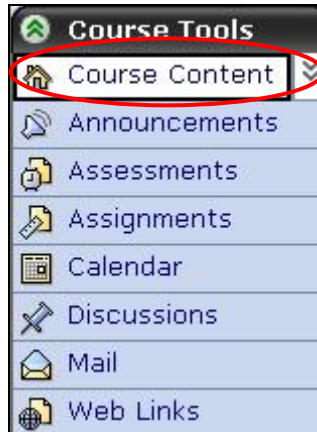 Course Tools
Course Content
Announcements
Assessments
Assignments
Calendar
Discussions
Mail
Web Links